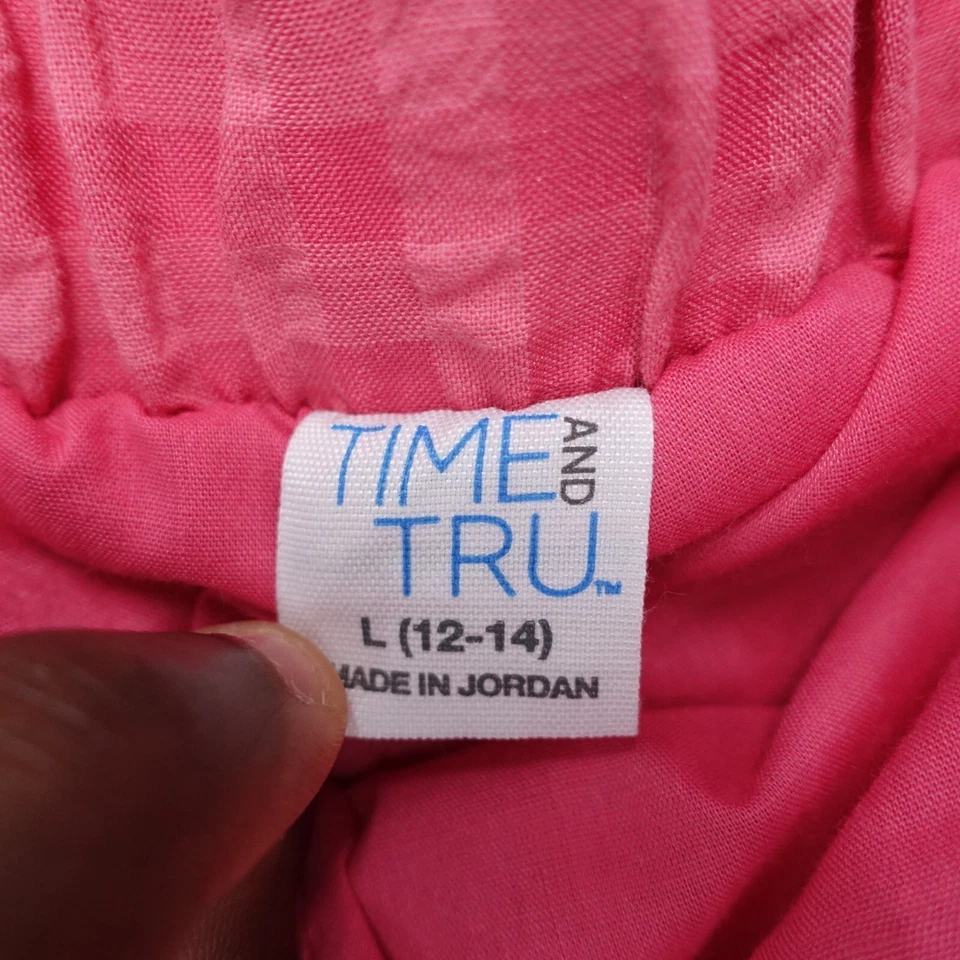 TIME AND
TRU™
L (12-14)
MADE IN JORDAN